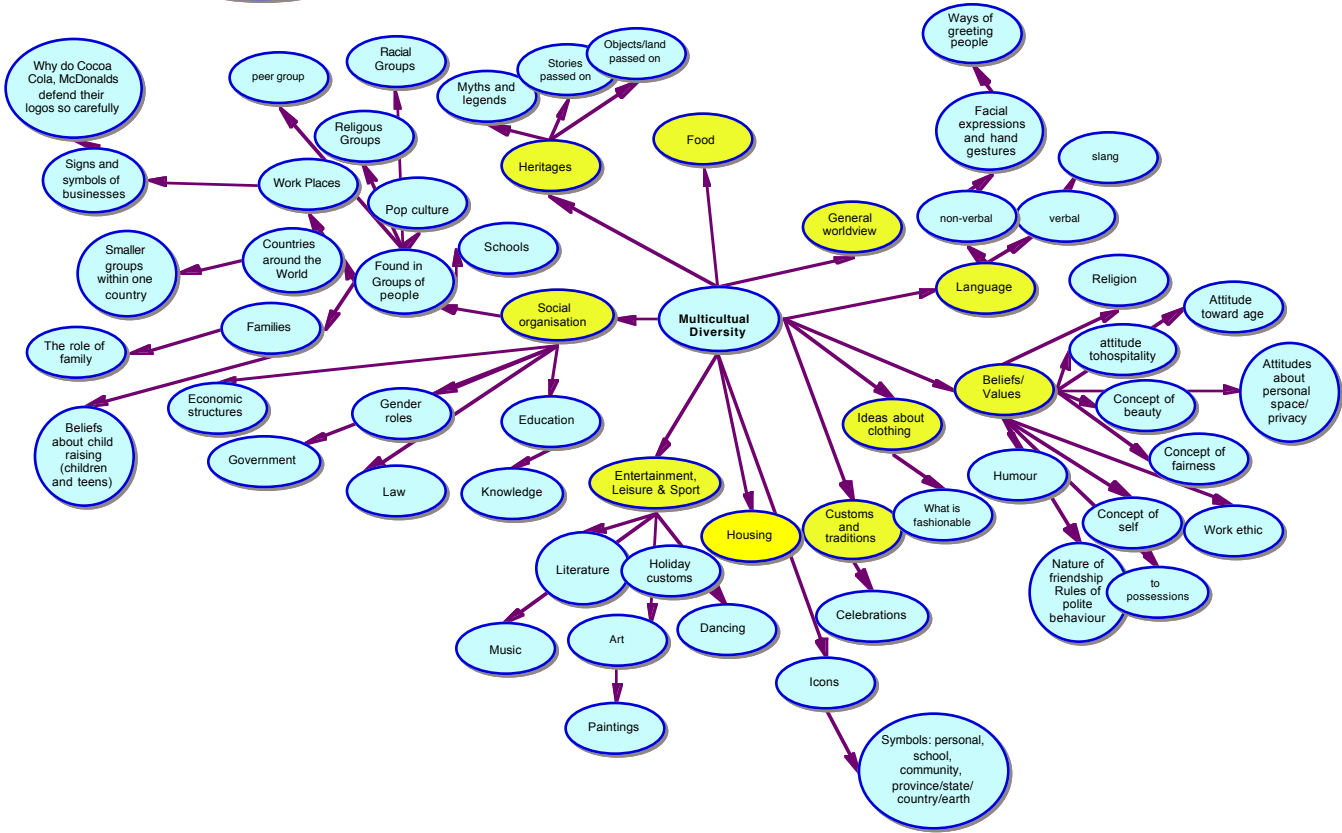 Ways of
greeting
people
Racial
Groups
Objects/land
passed on
Stories
passed on
Why do Cocoa
Cola, McDonalds
defend their
logos so carefully
peer group
Myths and
legends
Facial
expressions
and hand
gestures
Religous
Groups
Food
slang
Heritages
Signs and
symbols of
businesses
Work Places
Pop culture
General
worldview
non-verbal
verbal
Schools
Smaller
groups
within one
country
Countries
around the
World
Found in
Groups of
people
Language
Religion
Attitude
toward age
Social
organisation
Multicultual
Diversity
Families
The role of
family
attitude
tohospitality
Attitudes
about
personal
space/
privacy
Beliefs/
Values
Concept of
beauty
Economic
structures
Gender
roles
Education
Ideas about
clothing
Beliefs
about child
raising
(children
and teens)
Government
Concept of
fairness
Law
Knowledge
Entertainment,
Leisure & Sport
Humour
What is
fashionable
Concept of
self
Work ethic
Housing
Customs
and
traditions
Literature
Holiday
customs
Nature of
friendship
Rules of
polite
behaviour
to
possessions
Celebrations
Music
Art
Dancing
Icons
Paintings
Symbols: personal,
school,
community,
province/state/
country/earth